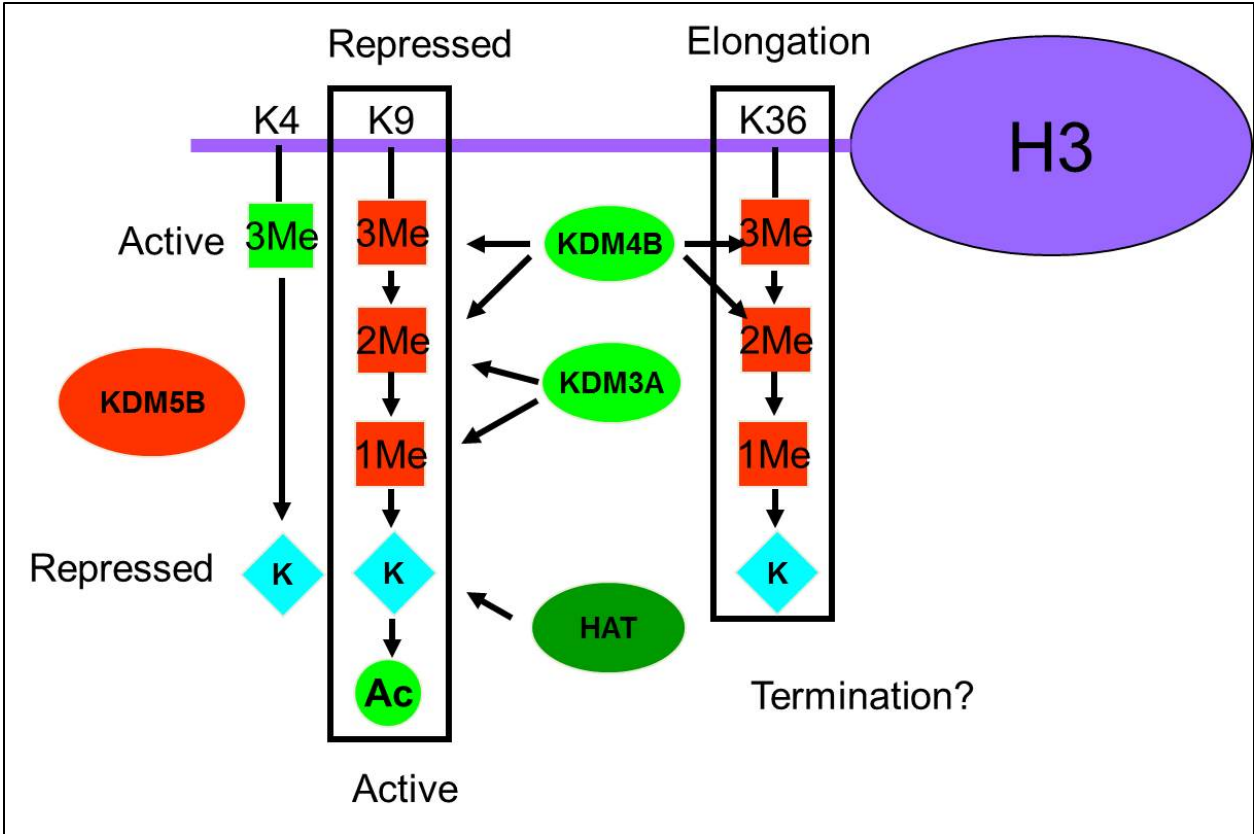 Repressed
Elongation
K4
K9
K36
H3
Active
3Me
3Me
KDM4B
3Me
2Me
2Me
KDM5B
KDM3A
1Me
1Me
Repressed
K
K
K
HAT
Ac
Termination?
Active